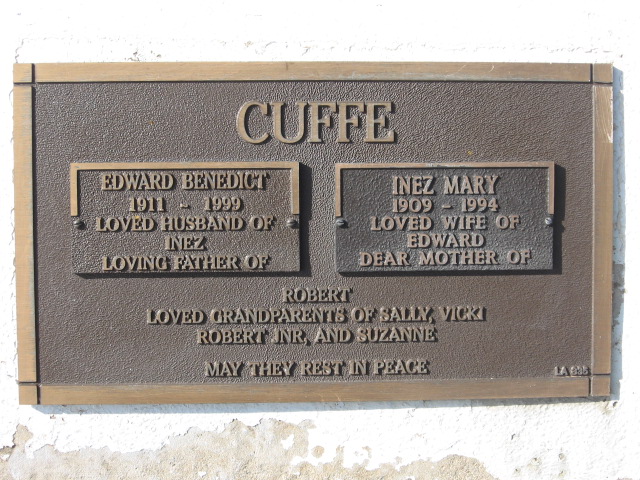 CUFFE
EDWARD BENEDICT
1911 - 1999
LOVED HUSBAND OF
INEZ
LOVING FATHER OF
INEZ MARY
1909 - 1994
LOVED WIFE OF
EDWARD
DEAR MOTHER OF
ROBERT
LOVED GRANDPARENTS OF SALLY, VICKI
ROBERT JNR, AND SUZANNE
MAY THEY REST IN PEACE
LA